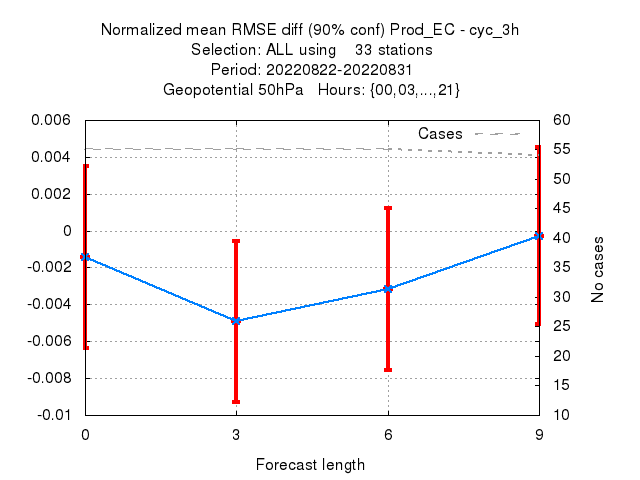 Normalized mean RMSE diff (90% conf) Prod_EC - cyc_3h
Selection: ALL using    33 stations
Period: 20220822-20220831
Geopotential 50hPa   Hours: {00,03,...,21}
Cases
0.006
0.004
0.002
0
-0.002
-0.004
-0.006
-0.008
-0.01
60
55
50
45
40
35
30
25
20
15
10
No cases
0 3 6 9
Forecast length